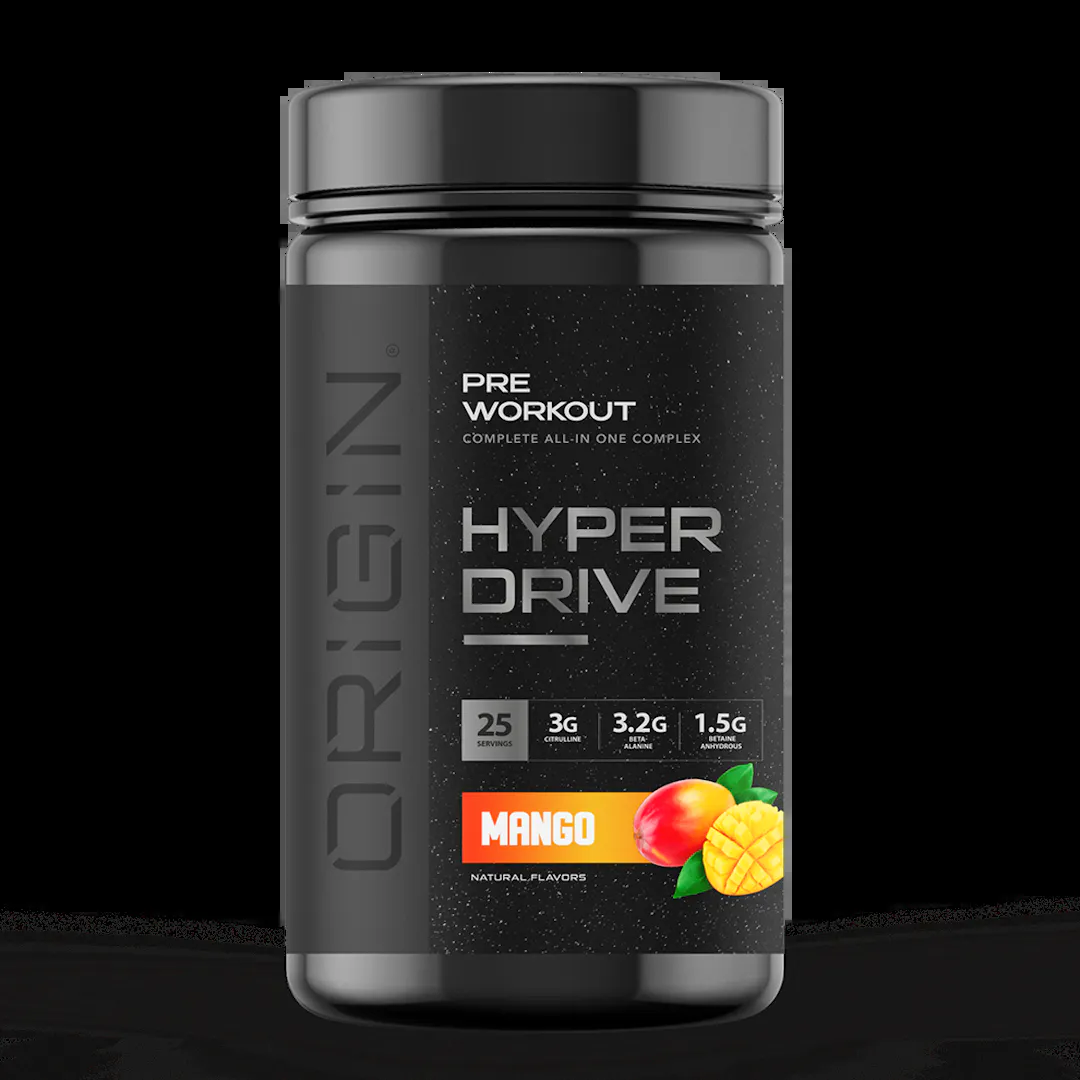 ORIGIN
PRE
WORKOUT
COMPLETE ALL-IN ONE COMPLEX
HYPER
DRIVE
25
SERVINGS
3G
CITRULLINE
3.2G
BETA-
ALANINE
1.5G
BETAINE
ANHYDROUS
MANGO
NATURAL FLAVORS